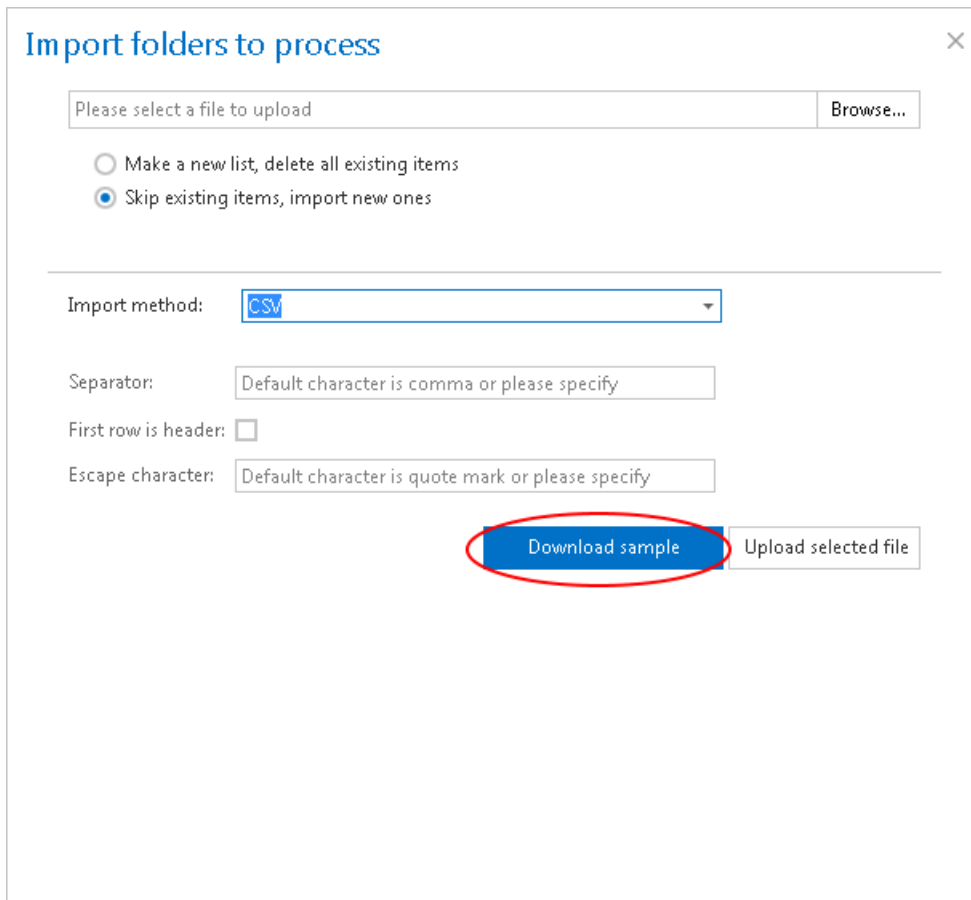 Import folders to process
Please select a file to upload
Browse...
Make a new list, delete all existing items
Skip existing items, import new ones
Import method:
CSV
Separator:
Default character is comma or please specify
First row is header:
Escape character:
Default character is quote mark or please specify
Download sample
Upload selected file